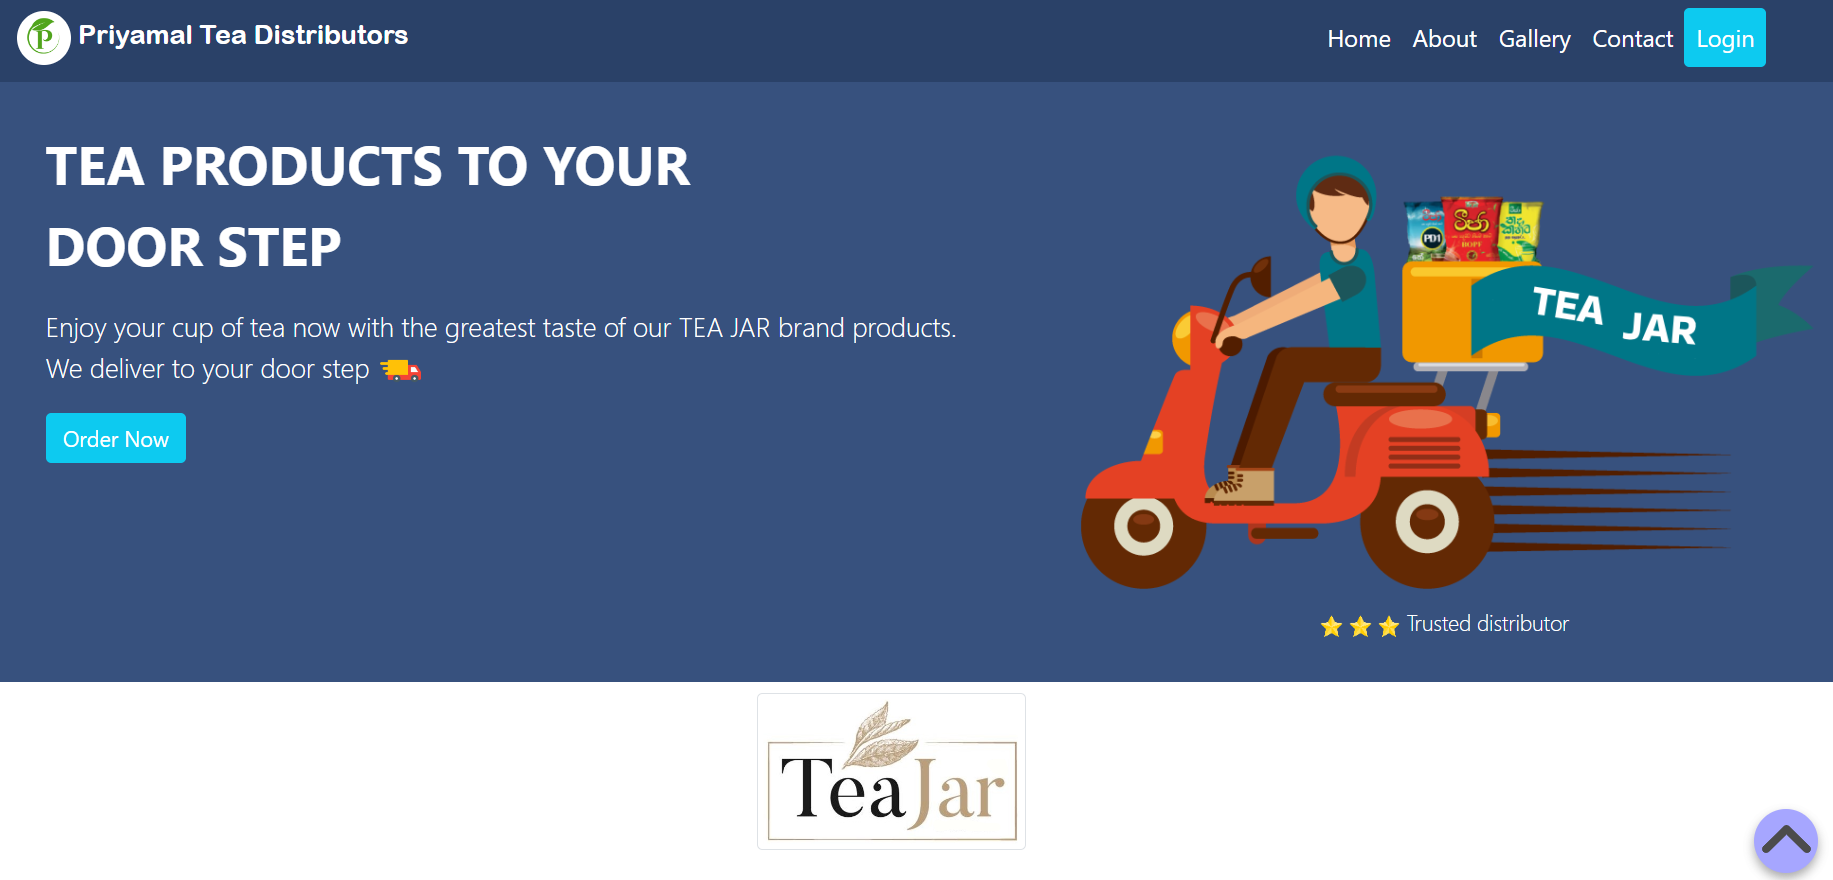 P
Priyamal Tea Distributors
Home About Gallery Contact Login
TEA PRODUCTS TO YOUR
DOOR STEP
Enjoy your cup of tea now with the greatest taste of our TEA JAR brand products.
We deliver to your door step
Order Now
PD1
ටීජා
BOPF
TEA JAR
Trusted distributor
TeaJar